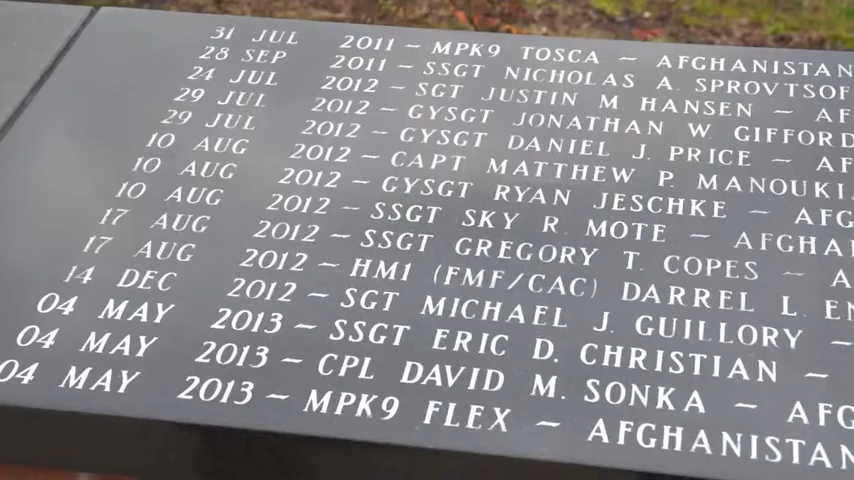 31 JUL 2011 – MPK9 TOSCA – AFGHANISTAN
28 SEP 2011 – SSGT NICHOLAS A. SPROVTSOF
24 JUL 2012 – SGT JUSTIN M. HANSEN – AF
29 JUL 2012 – GYSGT JONATHAN W. GIFFORD
29 JUL 2012 – GYSGT DANIEL J. PRICE – AF
10 AUG 2012 – CAPT MATTHEW P. MANOUKI
10 AUG 2012 – GYSGT RYAN JESCHKE – AFG
10 AUG 2012 – SSGT SKY R. MOTE – AFGHA
17 AUG 2012 – SSGT GREGORY T. COPES – A
17 AUG 2012 – HM1 (FMF/CAC) DARREL L. EN
14 DEC 2012 – SGT MICHAEL J. GUILLORY –
04 MAY 2013 – SSGT ERIC D. CHRISTIAN –
04 MAY 2013 – CPL DAVID M. SONKA – AFG
04 MAY 2013 – MPK9 FLEX – AFGHANISTAN